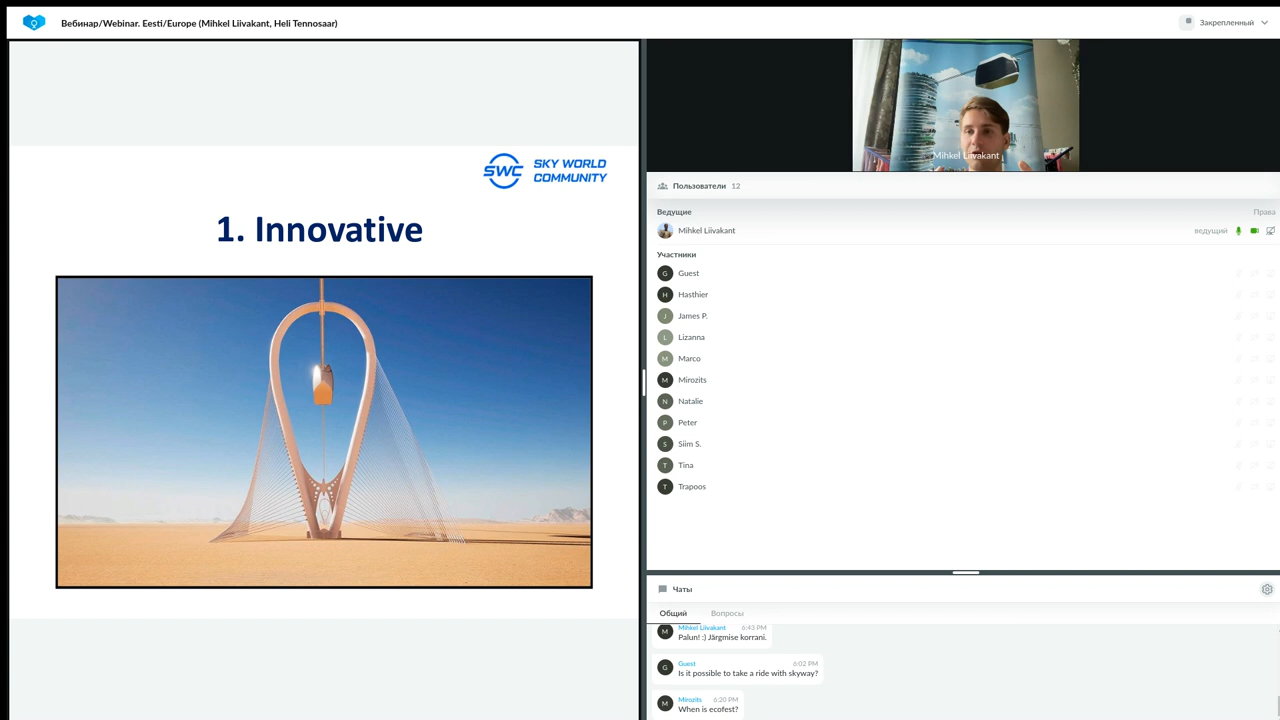 Вебинар/Webinar. Eesti/Europe (Mihkel Liivakant, Heli Tennosaar)
Закрепленный
SWC SKY WORLD
COMMUNITY
1. Innovative
Mihkel Liivakant
Пользователи 12
Ведущие Права
Mihkel Liivakant ведущий
Участники
G Guest
H Hasthier
J James P.
L Lizanna
M Marco
M Mirozits
N Natalie
P Peter
S Siim S.
T Tina
T Trapoos
Чаты
Общий Вопросы
M Mihkel Liivakant 6:43 PM
Palun! :) Järgmise korrani.
G Guest 6:02 PM
Is it possible to take a ride with skyway?
M Mirozits 6:20 PM
When is ecofest?